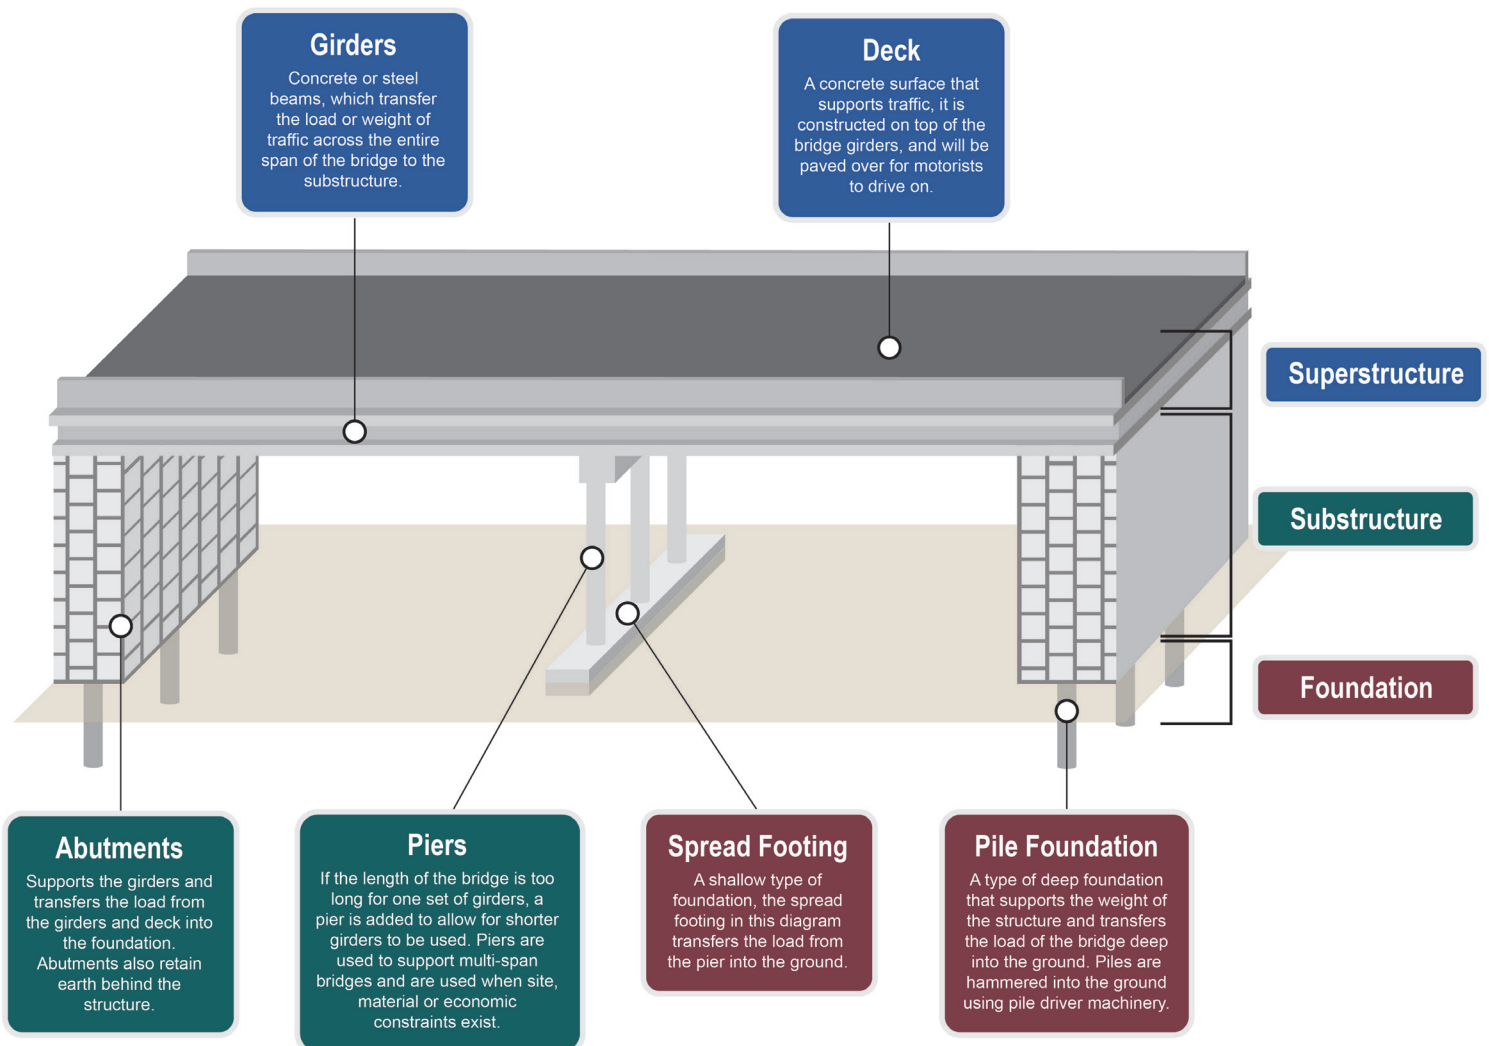 Girders
Concrete or steel
beams, which transfer
the load or weight of
traffic across the entire
span of the bridge to the
substructure.
Deck
A concrete surface that
supports traffic, it is
constructed on top of the
bridge girders, and will be
paved over for motorists
to drive on.
Superstructure
Substructure
Foundation
Abutments
Supports the girders and
transfers the load from
the girders and deck into
the foundation.
Abutments also retain
earth behind the
structure.
Piers
If the length of the bridge is too
long for one set of girders, a
pier is added to allow for shorter
girders to be used. Piers are
used to support multi-span
bridges and are used when site,
material or economic
constraints exist.
Spread Footing
A shallow type of
foundation, the spread
footing in this diagram
transfers the load from
the pier into the ground.
Pile Foundation
A type of deep foundation
that supports the weight of
the structure and transfers
the load of the bridge deep
into the ground. Piles are
hammered into the ground
using pile driver machinery.